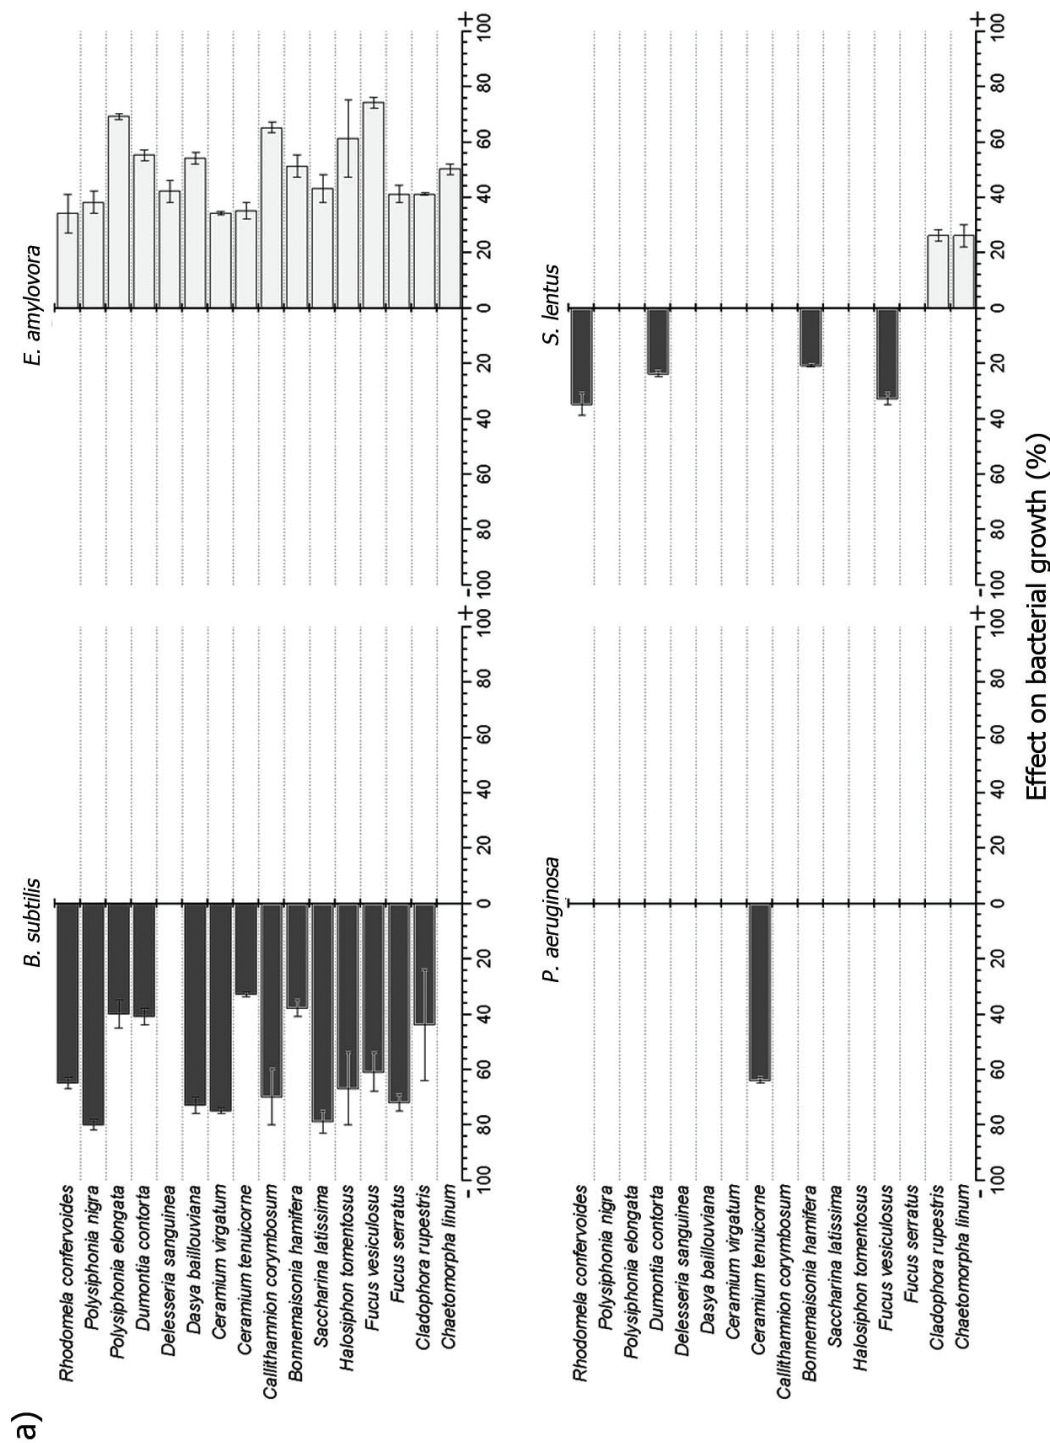 a)
B. subtilis
E. amylovora
Rhodomela confervoides
Polysiphonia nigra
Polysiphonia elongata
Dumontia contorta
Delesseria sanguinea
Dasya baillouviana
Ceramium virgatum
Ceramium tenuicorne
Callithamnion corymbosum
Bonnemaisonia hamifera
Saccharina latissima
Halosiphon tomentosus
Fucus vesiculosus
Fucus serratus
Cladophora rupestris
Chaetomorpha linum
- +
100 80 60 40 20 0 20 40 60 80 100
- +
100 80 60 40 20 0 20 40 60 80 100
P. aeruginosa
S. lentus
Rhodomela confervoides
Polysiphonia nigra
Polysiphonia elongata
Dumontia contorta
Delesseria sanguinea
Dasya baillouviana
Ceramium virgatum
Ceramium tenuicorne
Callithamnion corymbosum
Bonnemaisonia hamifera
Saccharina latissima
Halosiphon tomentosus
Fucus vesiculosus
Fucus serratus
Cladophora rupestris
Chaetomorpha linum
- +
100 80 60 40 20 0 20 40 60 80 100
- +
100 80 60 40 20 0 20 40 60 80 100
Effect on bacterial growth (%)